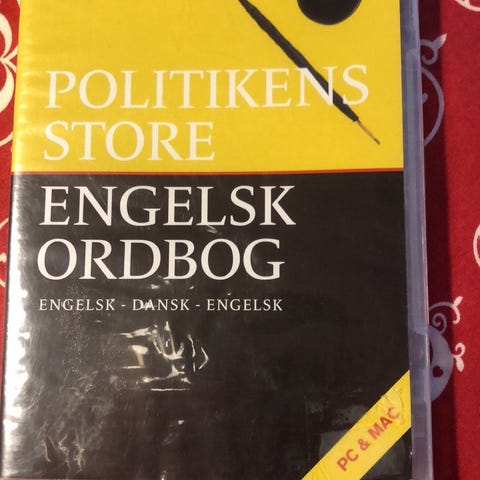 POLITIKENS
STORE
ENGELSK
ORDBOG
ENGELSK - DANSK - ENGELSK
PC & MAC